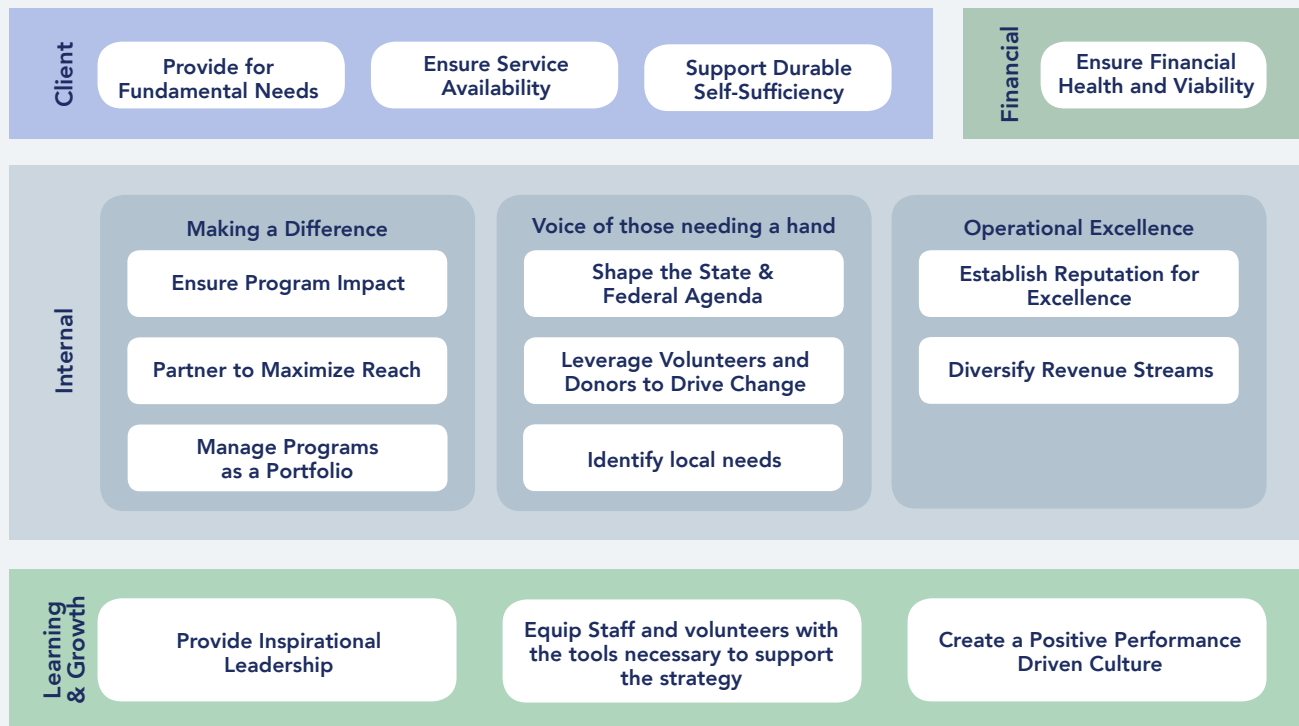 Client
Provide for
Fundamental Needs
Ensure Service
Availability
Support Durable
Self-Sufficiency
Financial
Ensure Financial
Health and Viability
Internal
Making a Difference
Ensure Program Impact
Partner to Maximize Reach
Manage Programs
as a Portfolio
Voice of those needing a hand
Shape the State &
Federal Agenda
Leverage Volunteers and
Donors to Drive Change
Identify local needs
Operational Excellence
Establish Reputation for
Excellence
Diversify Revenue Streams
Learning
& Growth
Provide Inspirational
Leadership
Equip Staff and volunteers with
the tools necessary to support
the strategy
Create a Positive Performance
Driven Culture